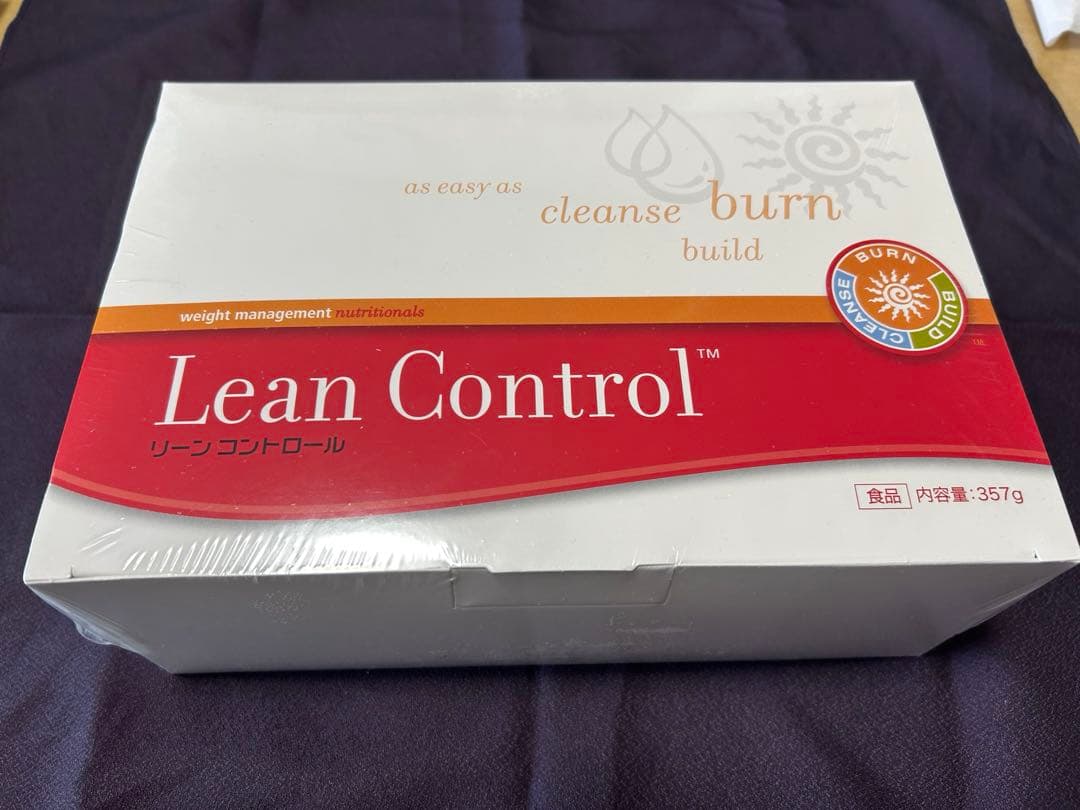 as easy as
cleanse burn
build
BURN
BUILD
CLEANSE
TM
weight management nutritionals
Lean Control™
リーン コントロール
食品 内容量:357g